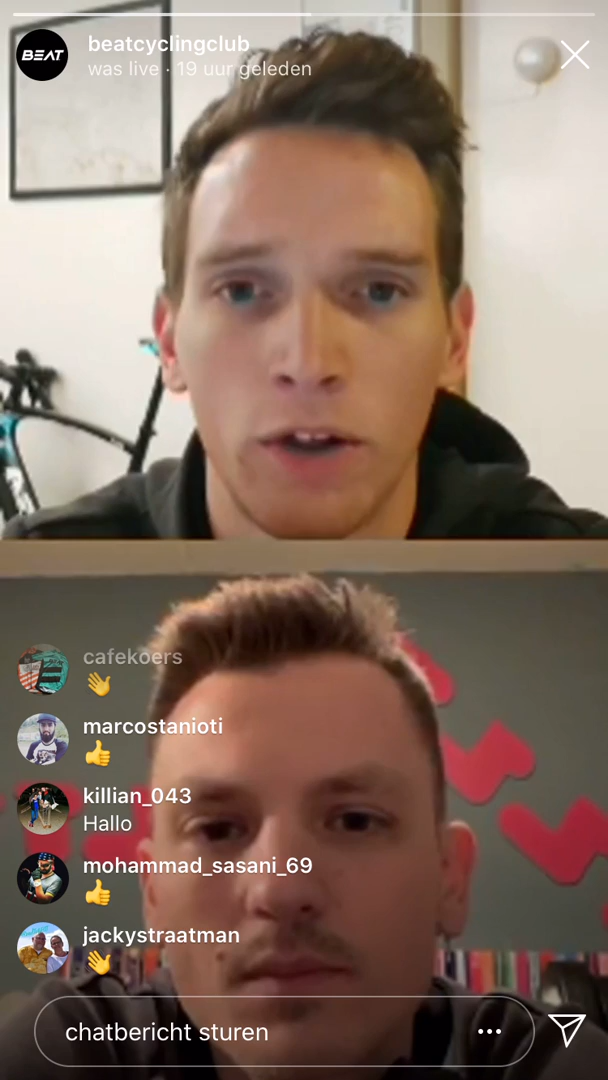 BEAT
beatcyclingclub
was live · 19 uur geleden
cafekoers
👋
marcostanioti
👍
killian_043
Hallo
mohammad_sasani_69
👍
jackystraatman
👋
chatbericht sturen